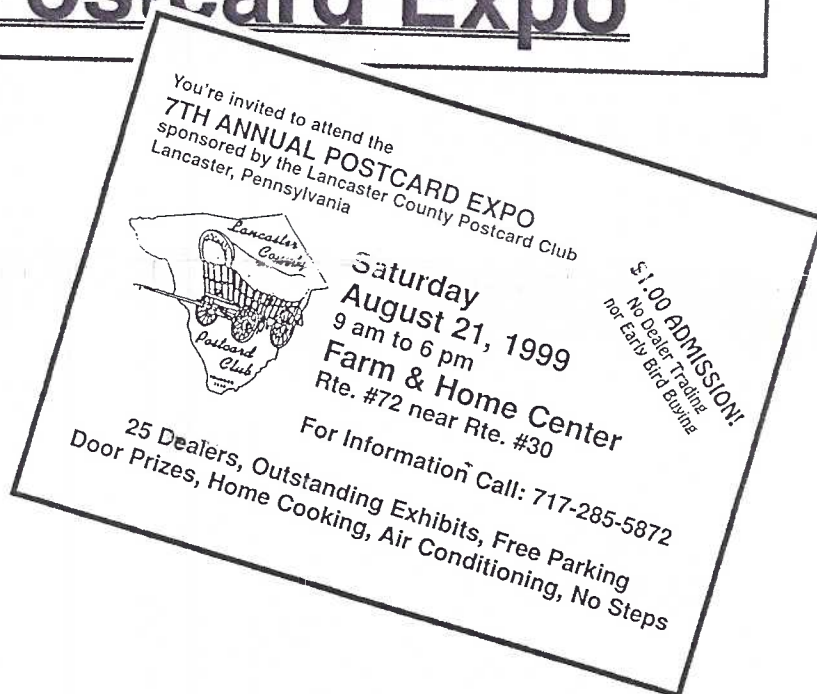 Postcard Expo
You're invited to attend the
7TH ANNUAL POSTCARD EXPO
sponsored by the Lancaster County Postcard Club
Lancaster, Pennsylvania
Lancaster
County
Postcard
Club
Saturday
August 21, 1999
9 am to 6 pm
Farm & Home Center
Rte. #72 near Rte. #30
$1.00 ADMISSION!
No Dealer Trading
nor Early Bird Buying
For Information Call: 717-285-5872
25 Dealers, Outstanding Exhibits, Free Parking
Door Prizes, Home Cooking, Air Conditioning, No Steps